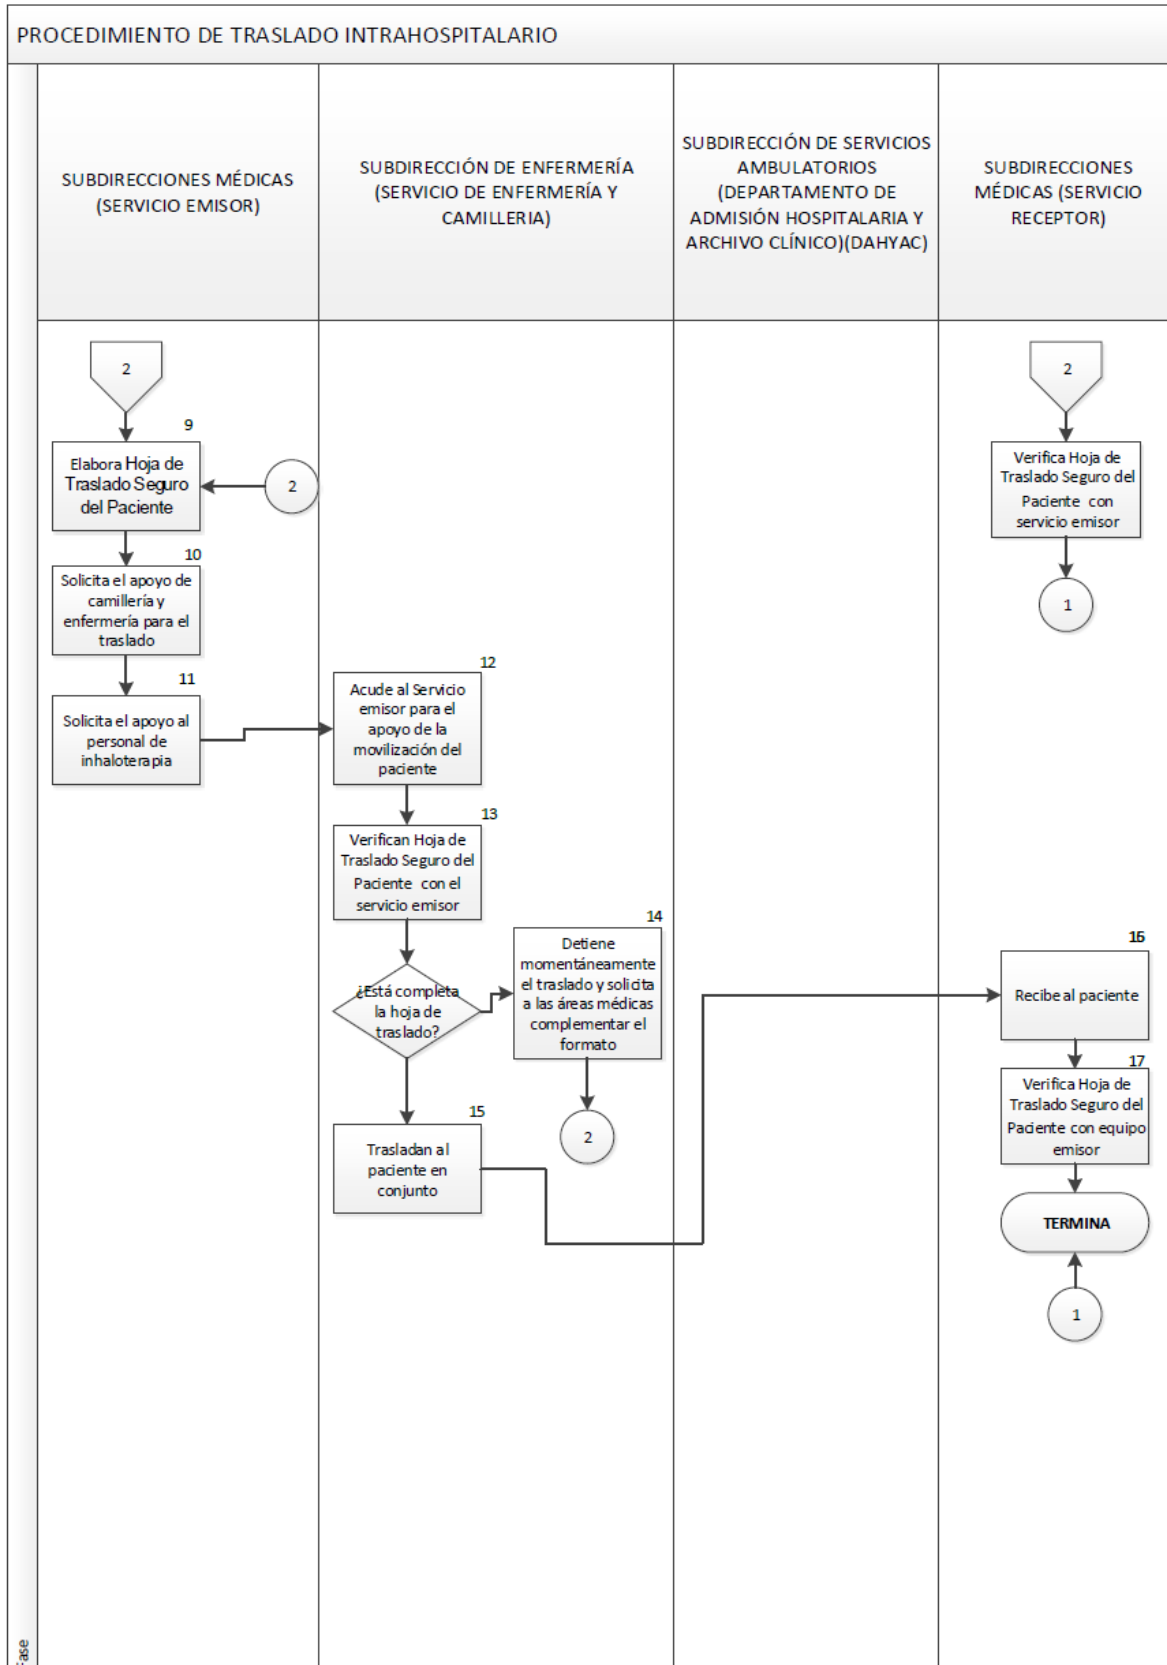 PROCEDIMIENTO DE TRASLADO INTRAHOSPITALARIO
SUBDIRECCIONES MÉDICAS
(SERVICIO EMISOR)
SUBDIRECCIÓN DE ENFERMERÍA
(SERVICIO DE ENFERMERÍA Y
CAMILLERIA)
SUBDIRECCIÓN DE SERVICIOS
AMBULATORIOS
(DEPARTAMENTO DE
ADMISIÓN HOSPITALARIA Y
ARCHIVO CLÍNICO)(DAHYAC)
SUBDIRECCIONES
MÉDICAS (SERVICIO
RECEPTOR)
2
9
Elabora Hoja de
Traslado Seguro
del Paciente
2
10
Solicita el apoyo de
camillería y
enfermería para el
traslado
11
Solicita el apoyo al
personal de
inhaloterapia
12
Acude al Servicio
emisor para el
apoyo de la
movilización del
paciente
13
Verifican Hoja de
Traslado Seguro del
Paciente con el
servicio emisor
¿Está completa
la hoja de
traslado?
14
Detiene
momentáneamente
el traslado y solicita
a las áreas médicas
complementar el
formato
2
15
Trasladan al
paciente en
conjunto
2
Verifica Hoja de
Traslado Seguro del
Paciente con
servicio emisor
1
16
Recibe al paciente
17
Verifica Hoja de
Traslado Seguro del
Paciente con equipo
emisor
TERMINA
1
Fase